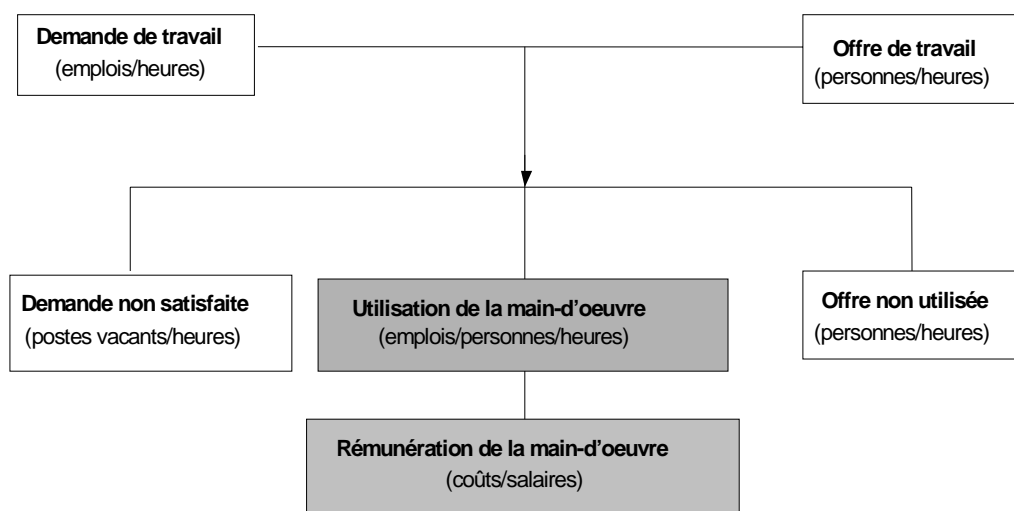 Demande de travail
(emplois/heures)
Offre de travail
(personnes/heures)
Demande non satisfaite
(postes vacants/heures)
Utilisation de la main-d'oeuvre
(emplois/personnes/heures)
Offre non utilisée
(personnes/heures)
Rémunération de la main-d'oeuvre
(coûts/salaires)